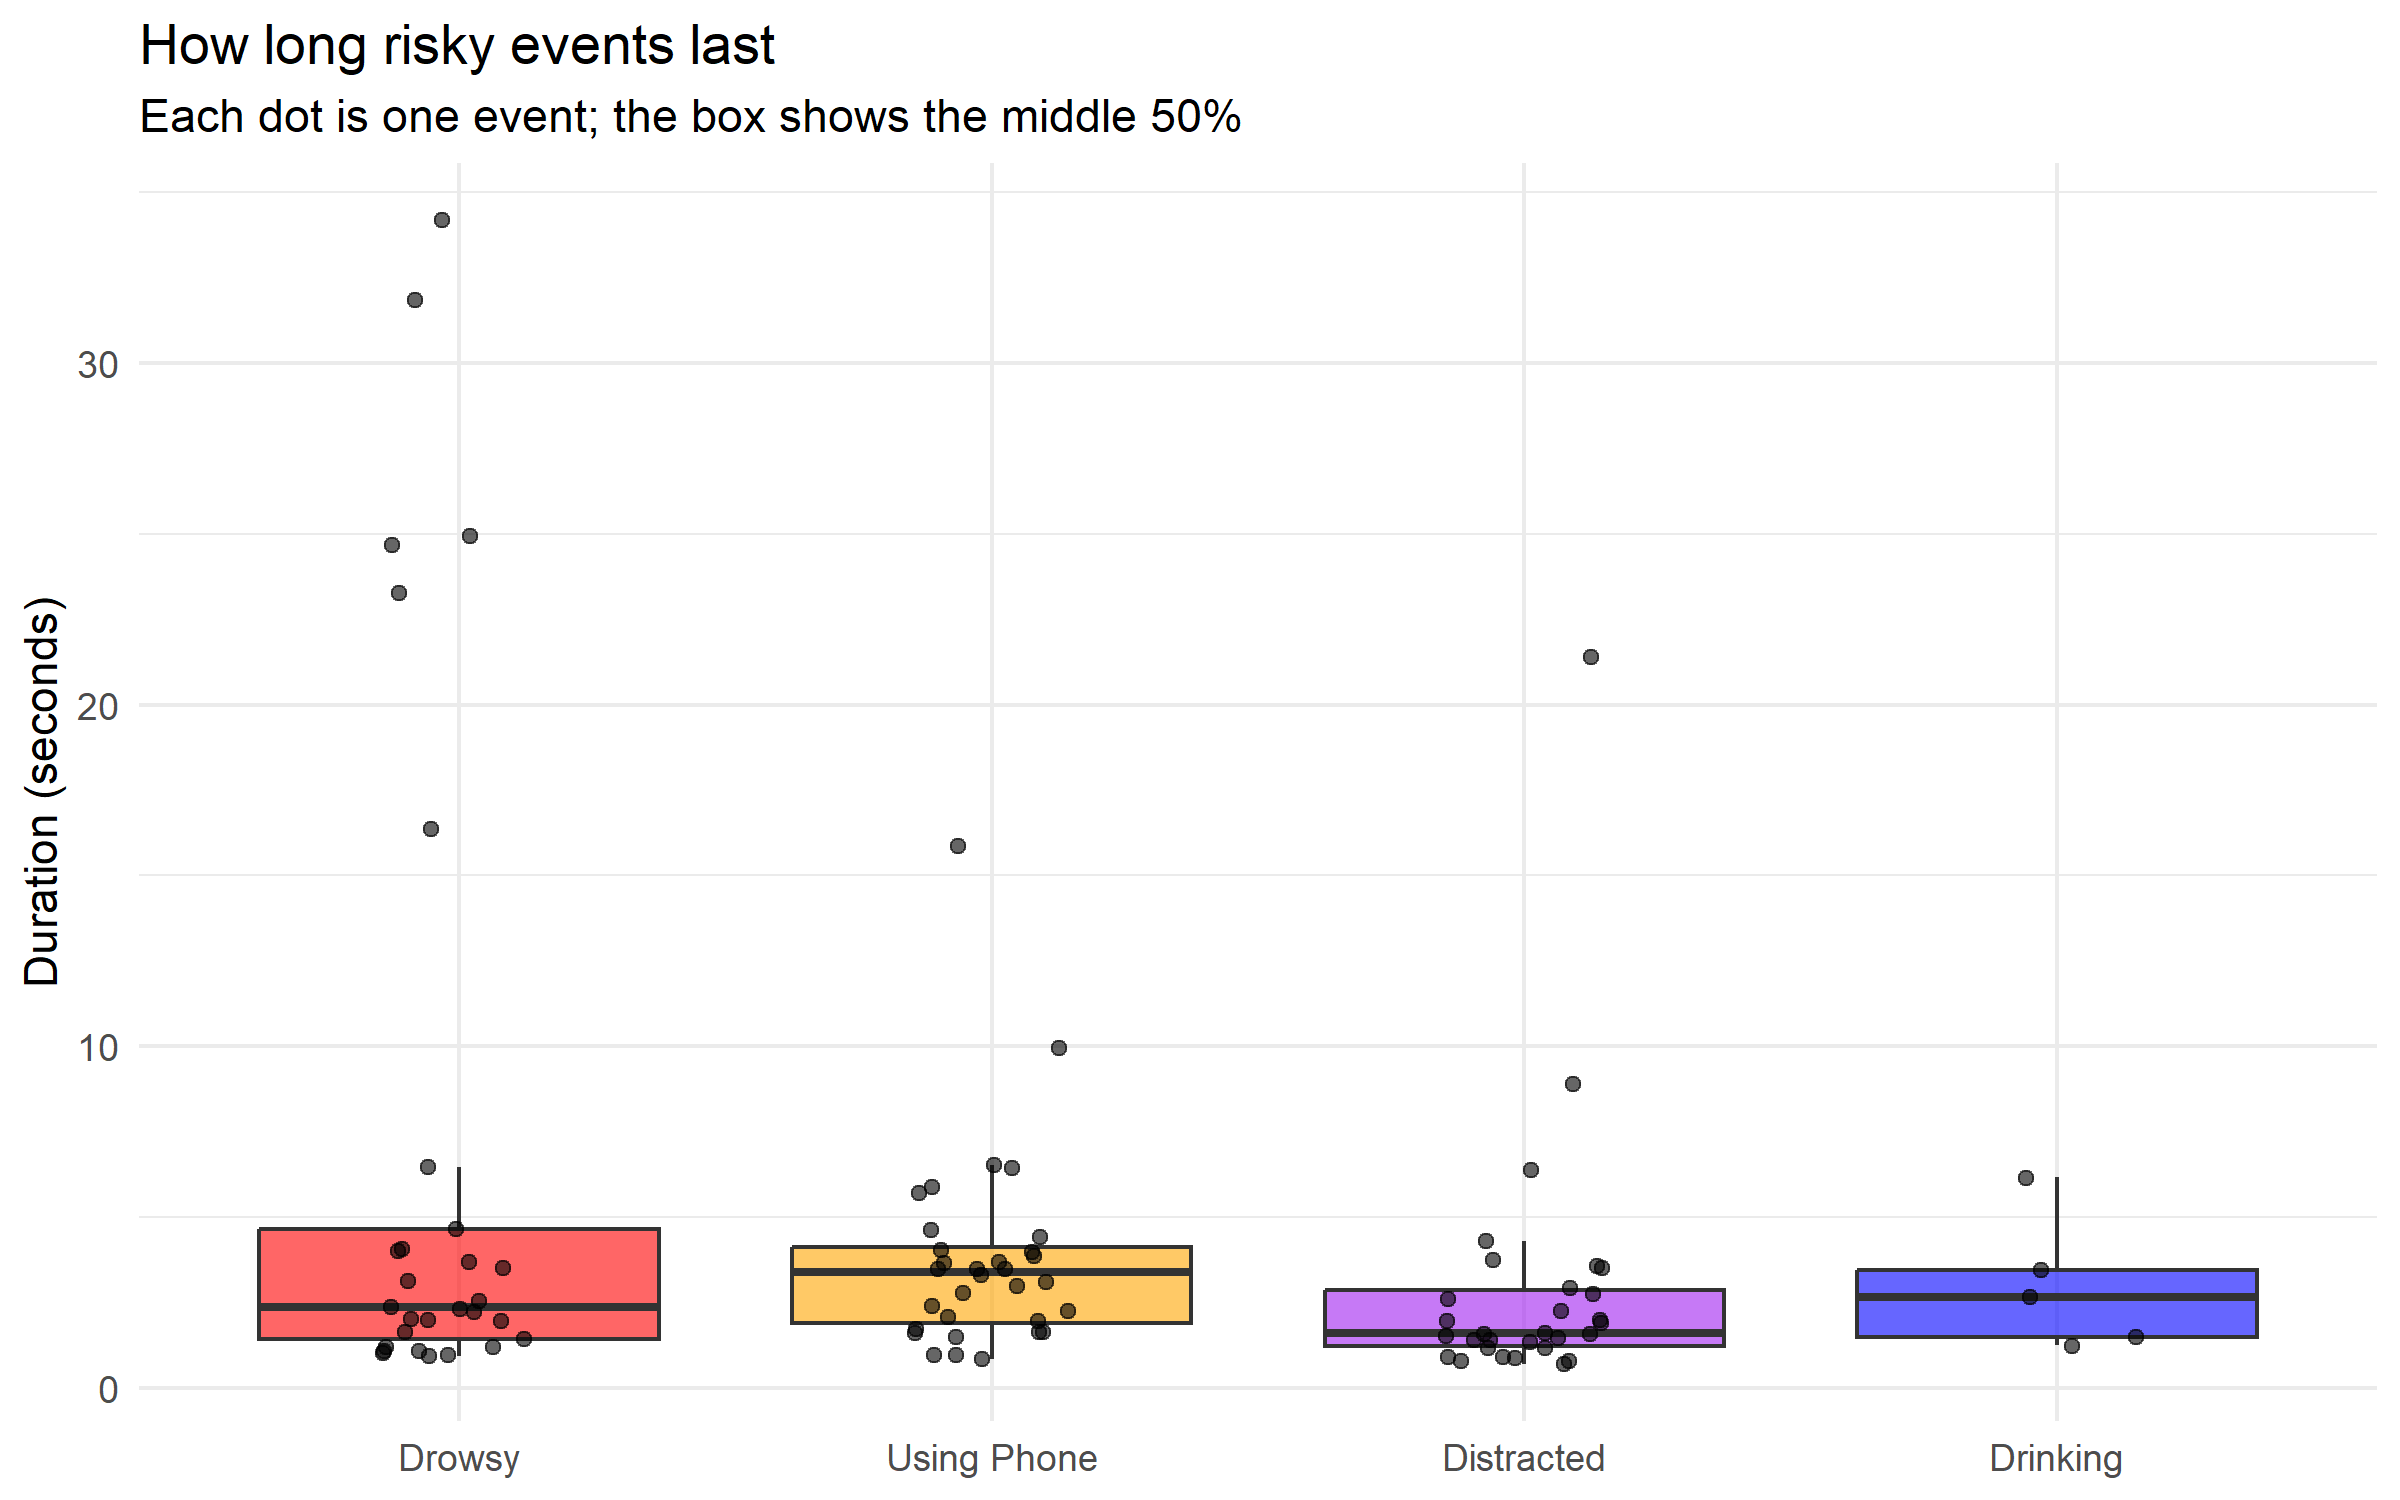 How long risky events last
Each dot is one event; the box shows the middle 50%
Duration (seconds)
30
20
10
0
Drowsy
Using Phone
Distracted
Drinking